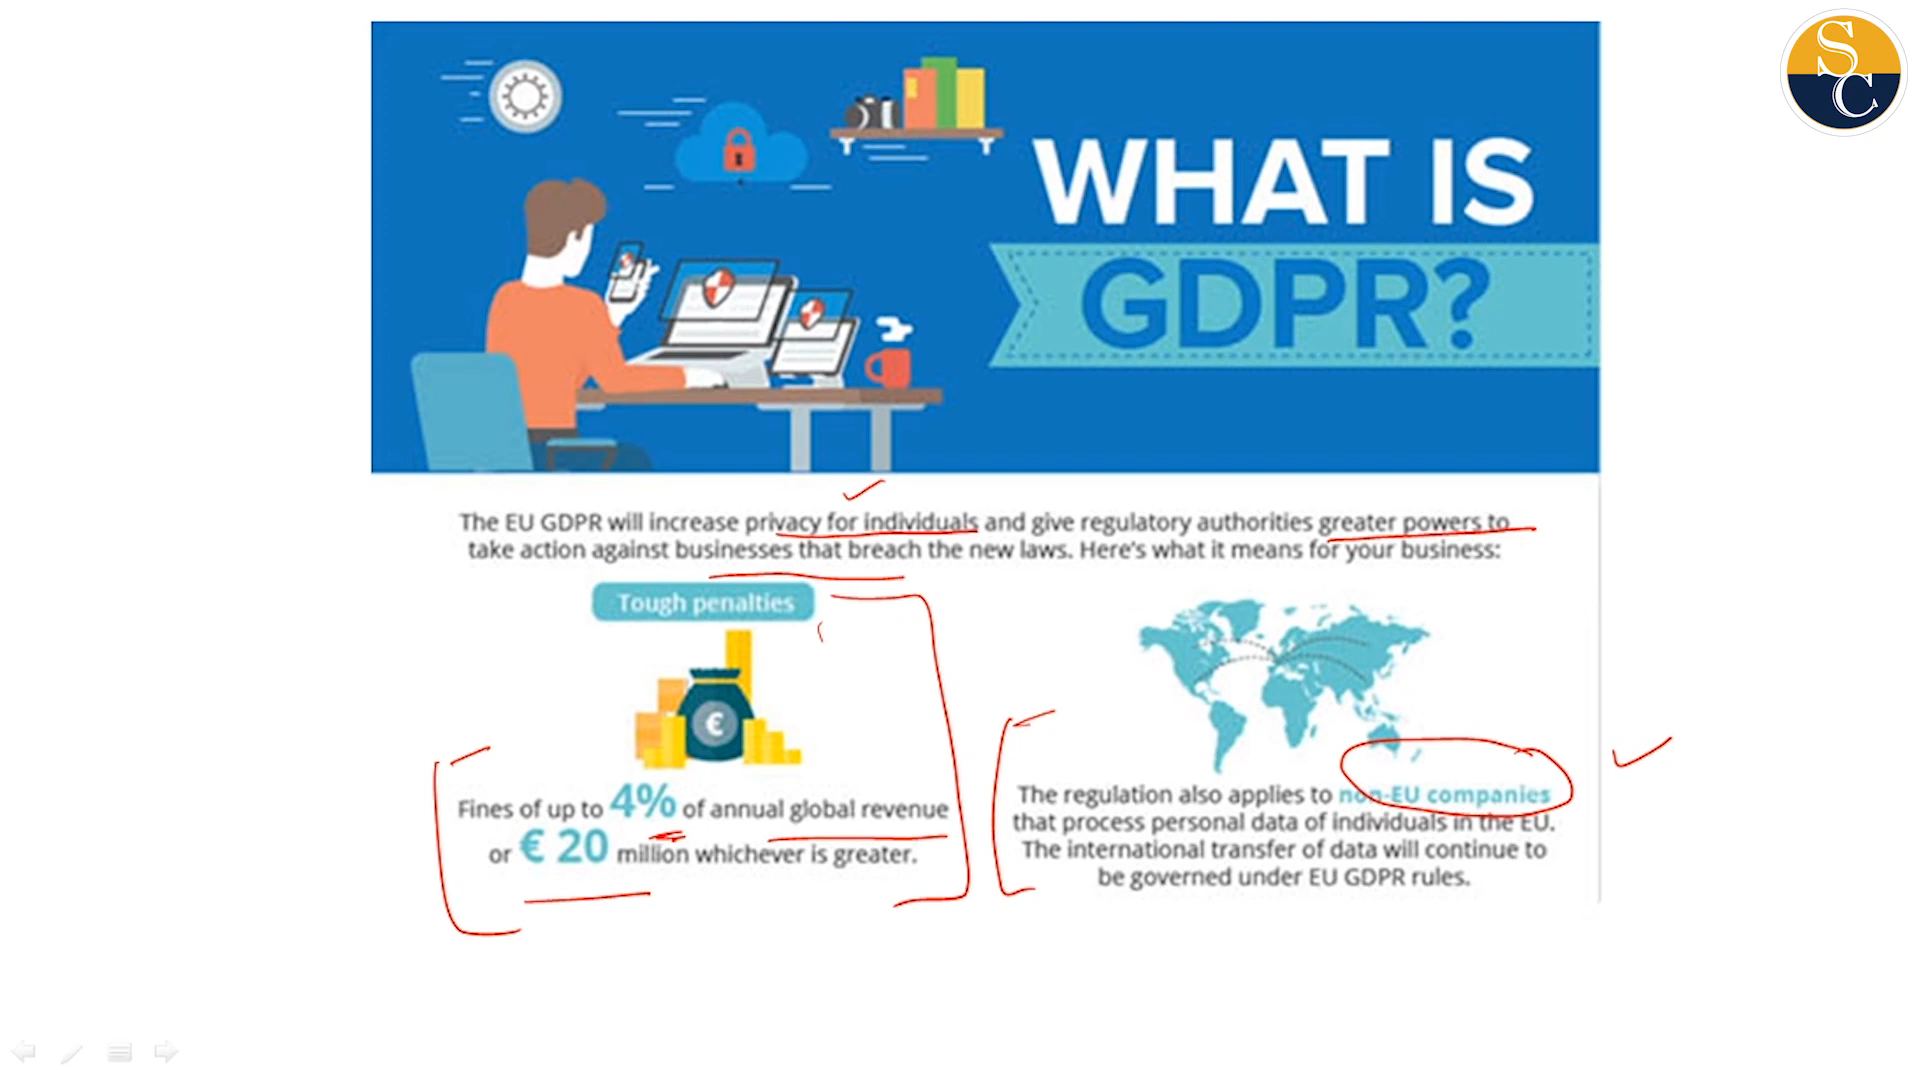 SC
WHAT IS
GDPR?
The EU GDPR will increase privacy for individuals and give regulatory authorities greater powers to
take action against businesses that breach the new laws. Here's what it means for your business:
Tough penalties
€
Fines of up to 4% of annual global revenue
or € 20 million whichever is greater.
The regulation also applies to non-EU companies
that process personal data of individuals in the EU.
The international transfer of data will continue to
be governed under EU GDPR rules.